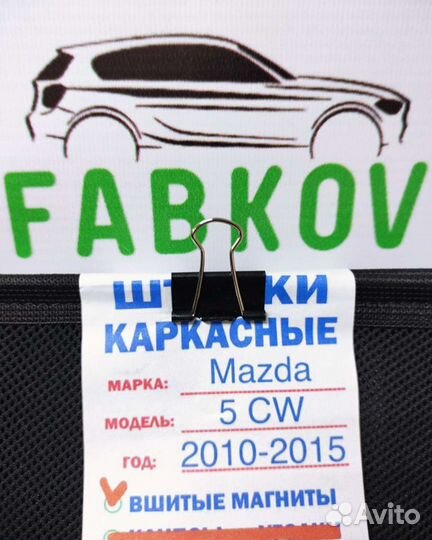 FABKOV
КАРКАСНЫЕ
МАРКА: Mazda
МОДЕЛЬ: 5 CW
ГОД: 2010-2015
ВШИТЫЕ МАГНИТЫ
Avito